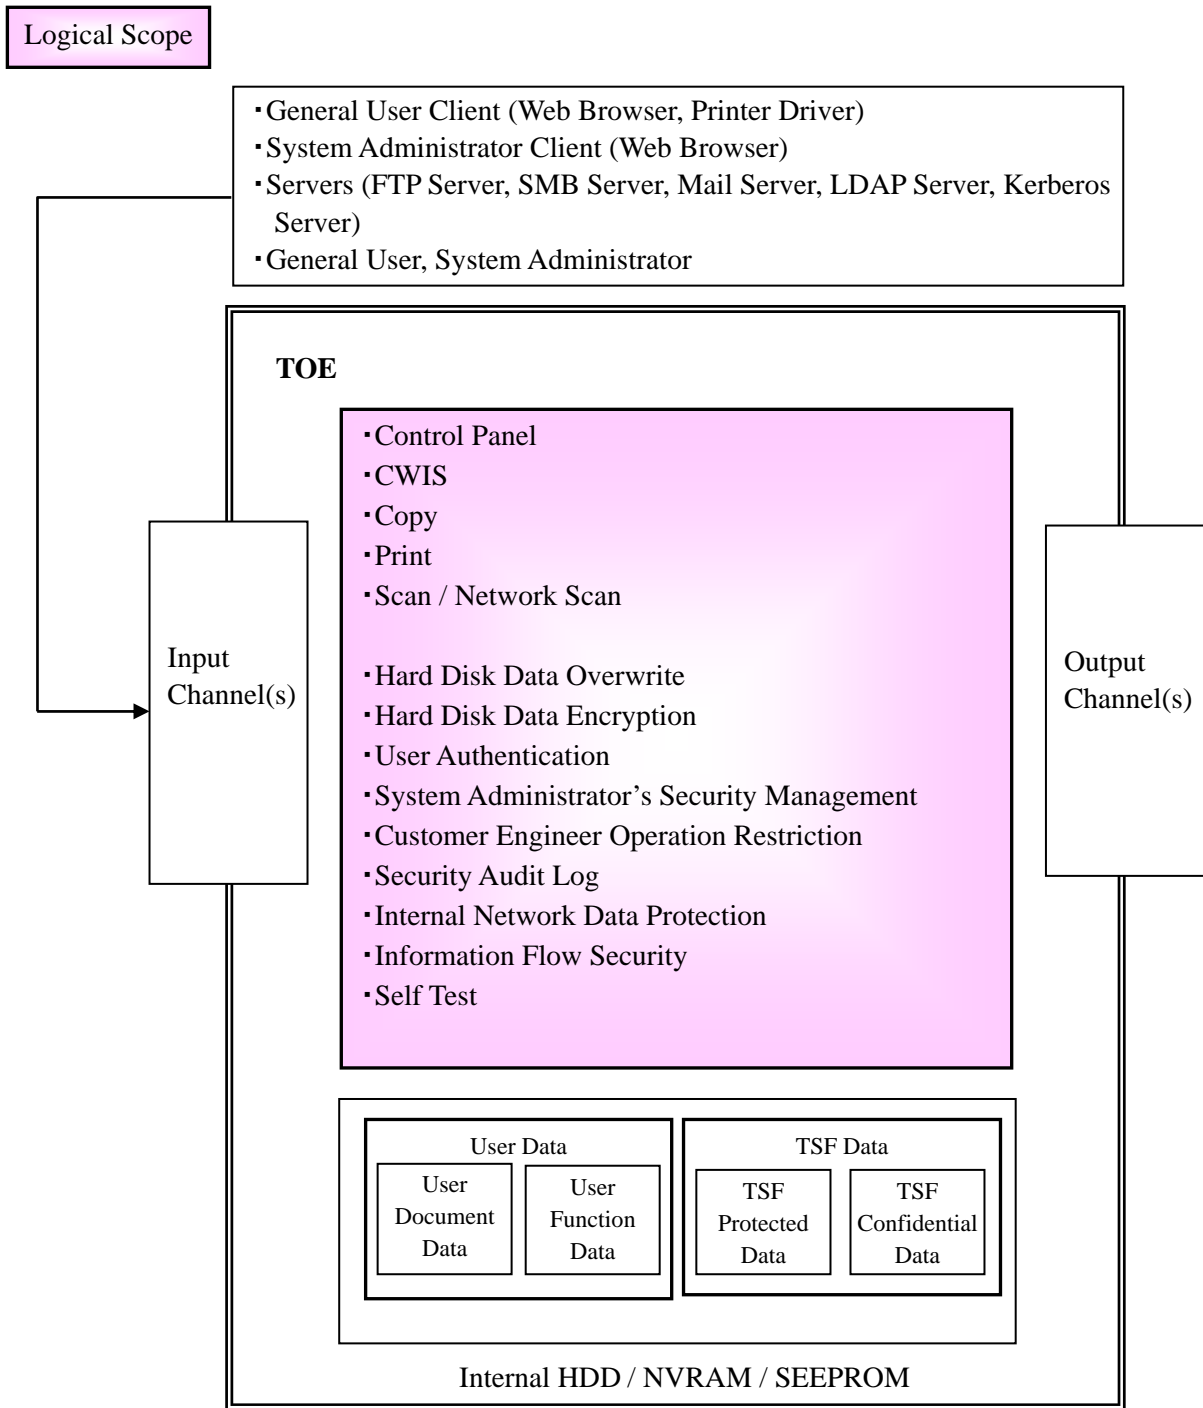 Logical Scope
・General User Client (Web Browser, Printer Driver)
・System Administrator Client (Web Browser)
・Servers (FTP Server, SMB Server, Mail Server, LDAP Server, Kerberos
Server)
・General User, System Administrator
TOE
・Control Panel
・CWIS
・Copy
・Print
・Scan / Network Scan
・Hard Disk Data Overwrite
・Hard Disk Data Encryption
・User Authentication
・System Administrator’s Security Management
・Customer Engineer Operation Restriction
・Security Audit Log
・Internal Network Data Protection
・Information Flow Security
・Self Test
Input
Channel(s)
Output
Channel(s)
User Data
User
Document
Data
User
Function
Data
TSF Data
TSF
Protected
Data
TSF
Confidential
Data
Internal HDD / NVRAM / SEEPROM